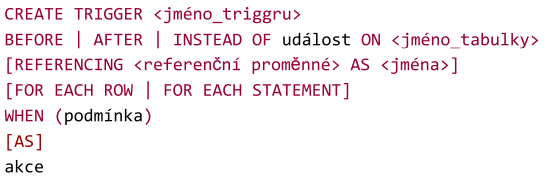 CREATE TRIGGER <jméno_triggru>
BEFORE | AFTER | INSTEAD OF událost ON <jméno_tabulky>
[REFERENCING <referenční proměnné> AS <jména>]
[FOR EACH ROW | FOR EACH STATEMENT]
WHEN (podmínka)
[AS]
akce